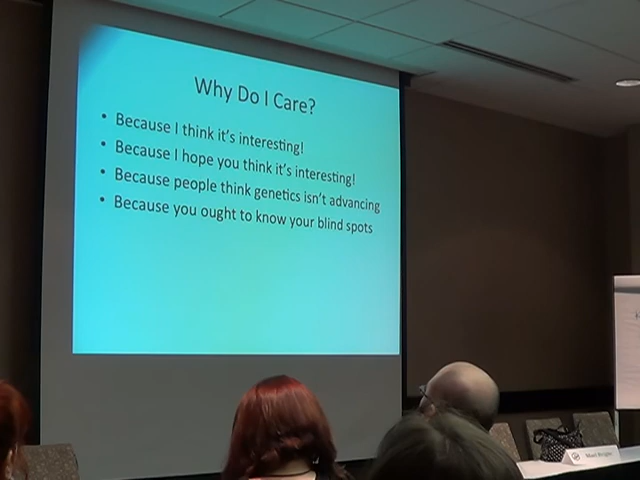 Why Do I Care?
• Because I think it's interesting!
• Because I hope you think it's interesting!
• Because people think genetics isn't advancing
• Because you ought to know your blind spots